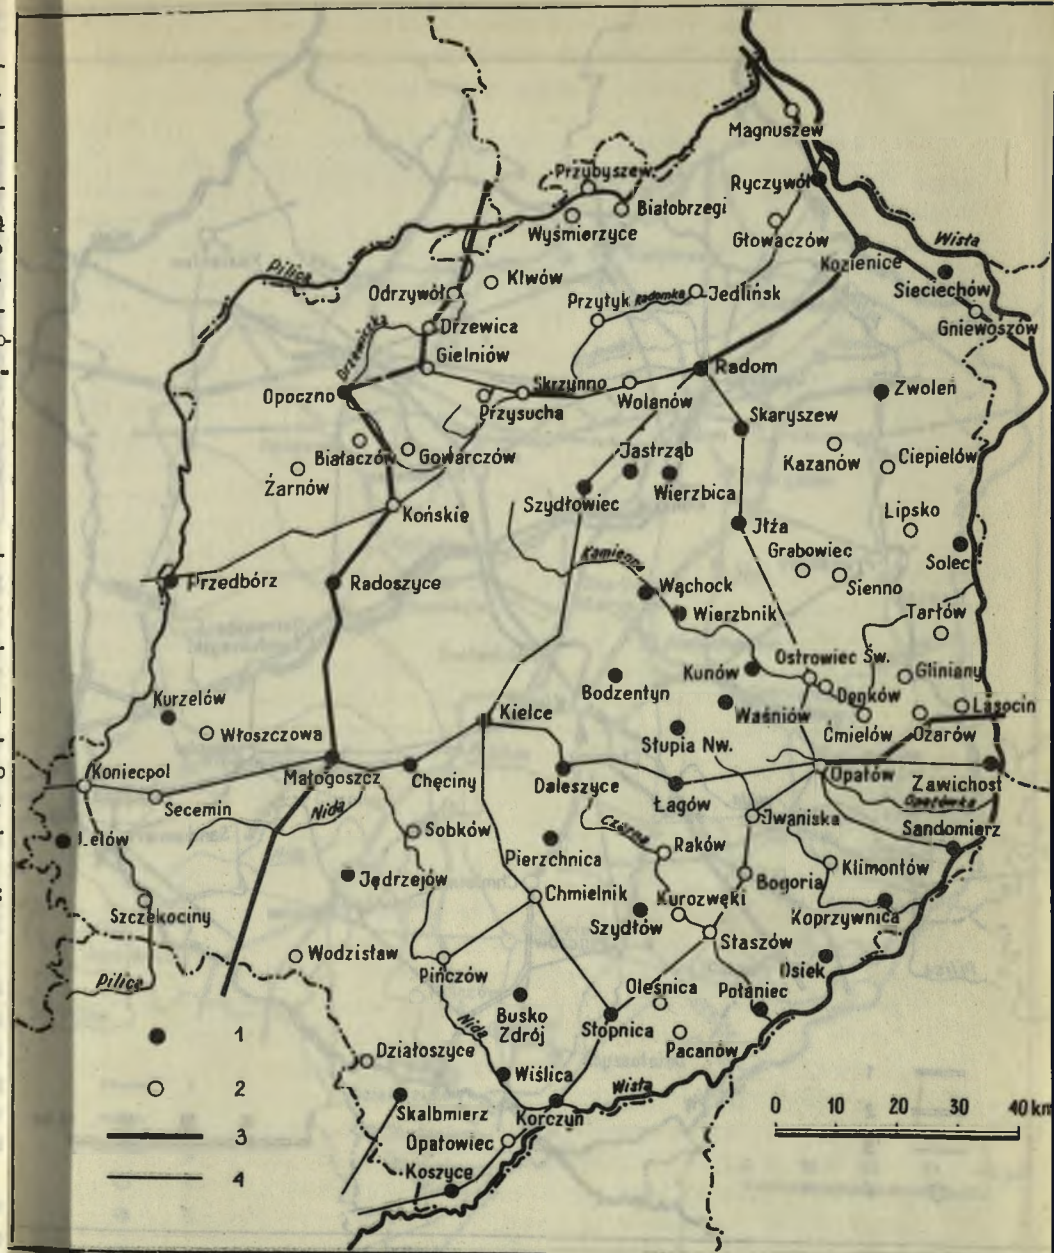 Magnuszew
Przybyszew
Ryczywół
Białobrzegi
Wyśmierzyce
Głowaczów
Wisła
Kozienice
Pilica
Klwów
Sieciechów
Odrzywół
Przytyk
Radomka
Jedlińsk
Gniewoszów
Drzewiczka
Drzewica
Gielniów
Radom
Opoczno
Skrzynno
Zwoleń
Przysucha
Wolanów
Skaryszew
Białaczów
Gowarczów
Jastrząb
Kazanów
Ciepielów
Żarnów
Szydłowiec
Wierzbica
Końskie
Lipsko
Iłża
Kamienna
Grabowiec
Solec
Przedbórz
Radoszyce
Wąchock
Sienno
Wierzbnik
Tarłów
Ostrowiec Św.
Kunów
Gliniany
Bodzentyn
Denków
Kurzelów
Kielce
Waśniów
Lasocin
Włoszczowa
Słupia Nw.
Ćmielów
Ożarów
Koniecpol
Małogoszcz
Chęciny
Daleszyce
Opatów
Zawichost
Secemin
Nida
Łagów
Opatówka
Iwaniska
Lelów
Sobków
Czarna
Sandomierz
Pierzchnica
Raków
Klimontów
Jędrzejów
Chmielnik
Bogoria
Szczekociny
Kurozwęki
Koprzywnica
Szydłów
Staszów
Wodzisław
Pińczów
Osiek
Pilica
Oleśnica
Połaniec
Busko
Zdrój
Nida
Stopnica
1
Pacanów
Działoszyce
2
Wiślica
Wisła
Skalbmierz
Korczyn
0 10 20 30 40 km
3
Opatowiec
4
Koszyce